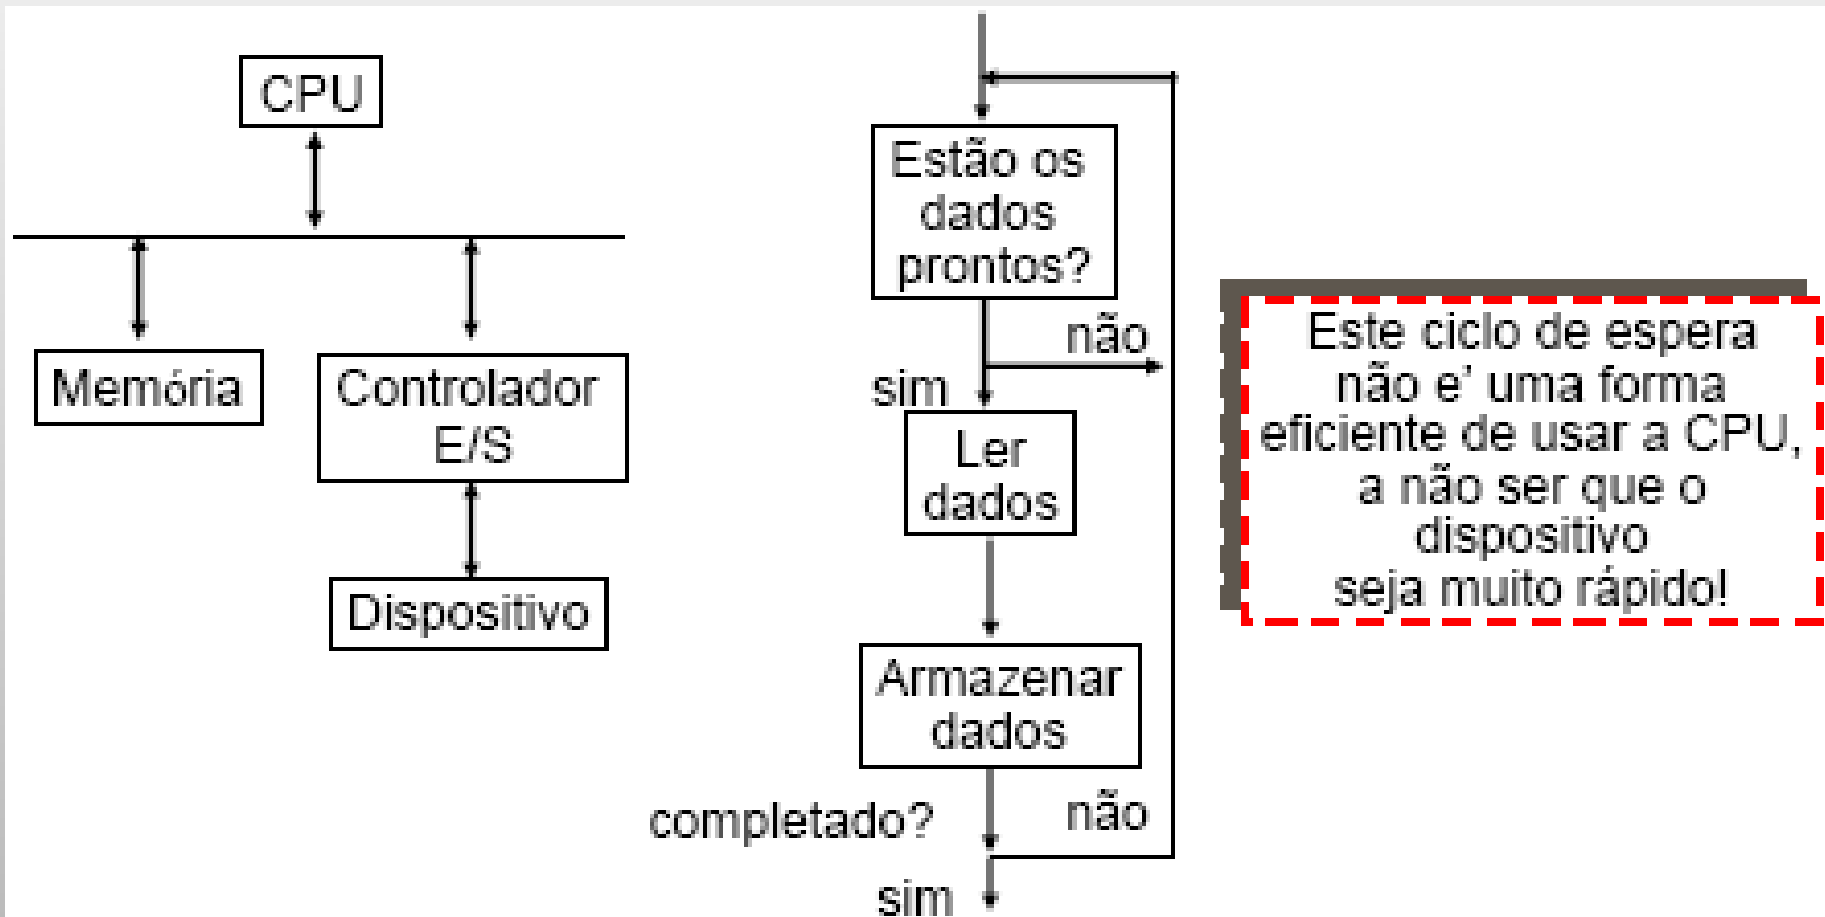 CPU
Memória
Controlador
E/S
Dispositivo
Estão os
dados
prontos?
não
sim
Ler
dados
Armazenar
dados
completado?
não
sim
Este ciclo de espera
não e’ uma forma
eficiente de usar a CPU,
a não ser que o
dispositivo
seja muito rápido!